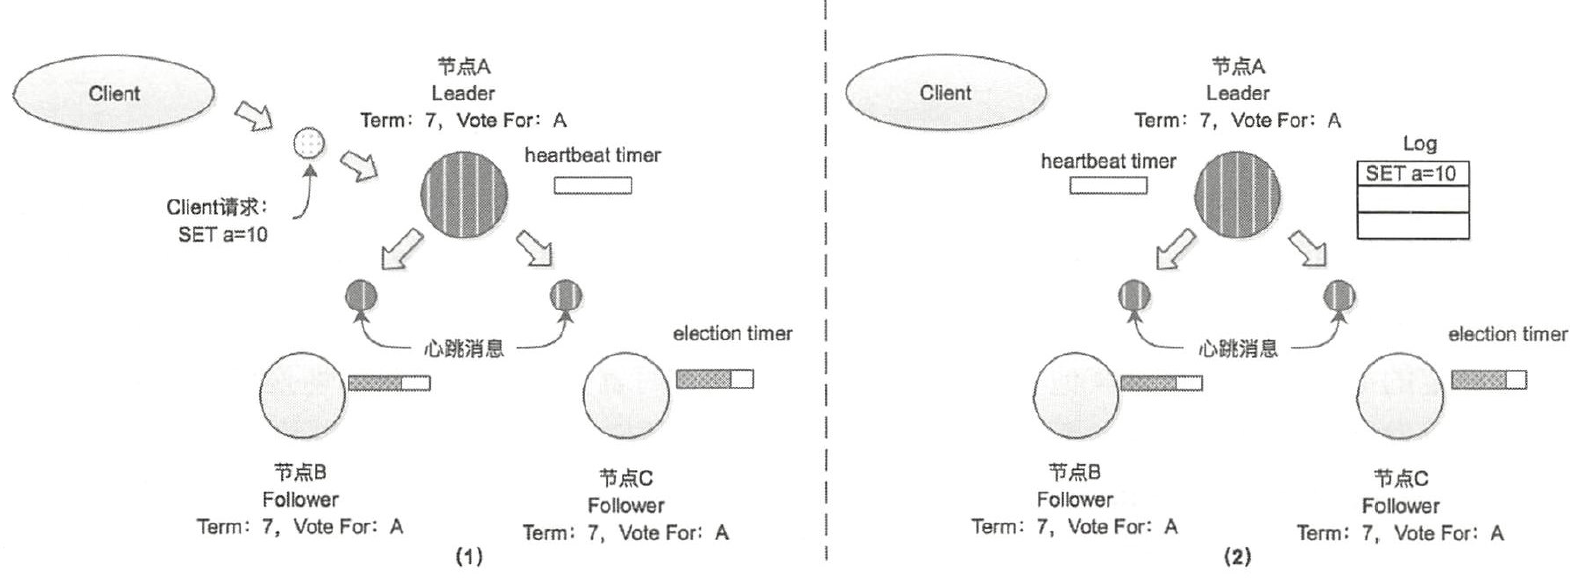 节点A
Leader
Term：7，Vote For：A
Client
heartbeat timer
Client请求：
SET a=10
心跳消息
election timer
节点B
Follower
Term：7，Vote For：A
节点C
Follower
Term：7，Vote For：A
(1)
节点A
Leader
Term：7，Vote For：A
Client
heartbeat timer
Log
SET a=10
心跳消息
election timer
节点B
Follower
Term：7，Vote For：A
节点C
Follower
Term：7，Vote For：A
(2)